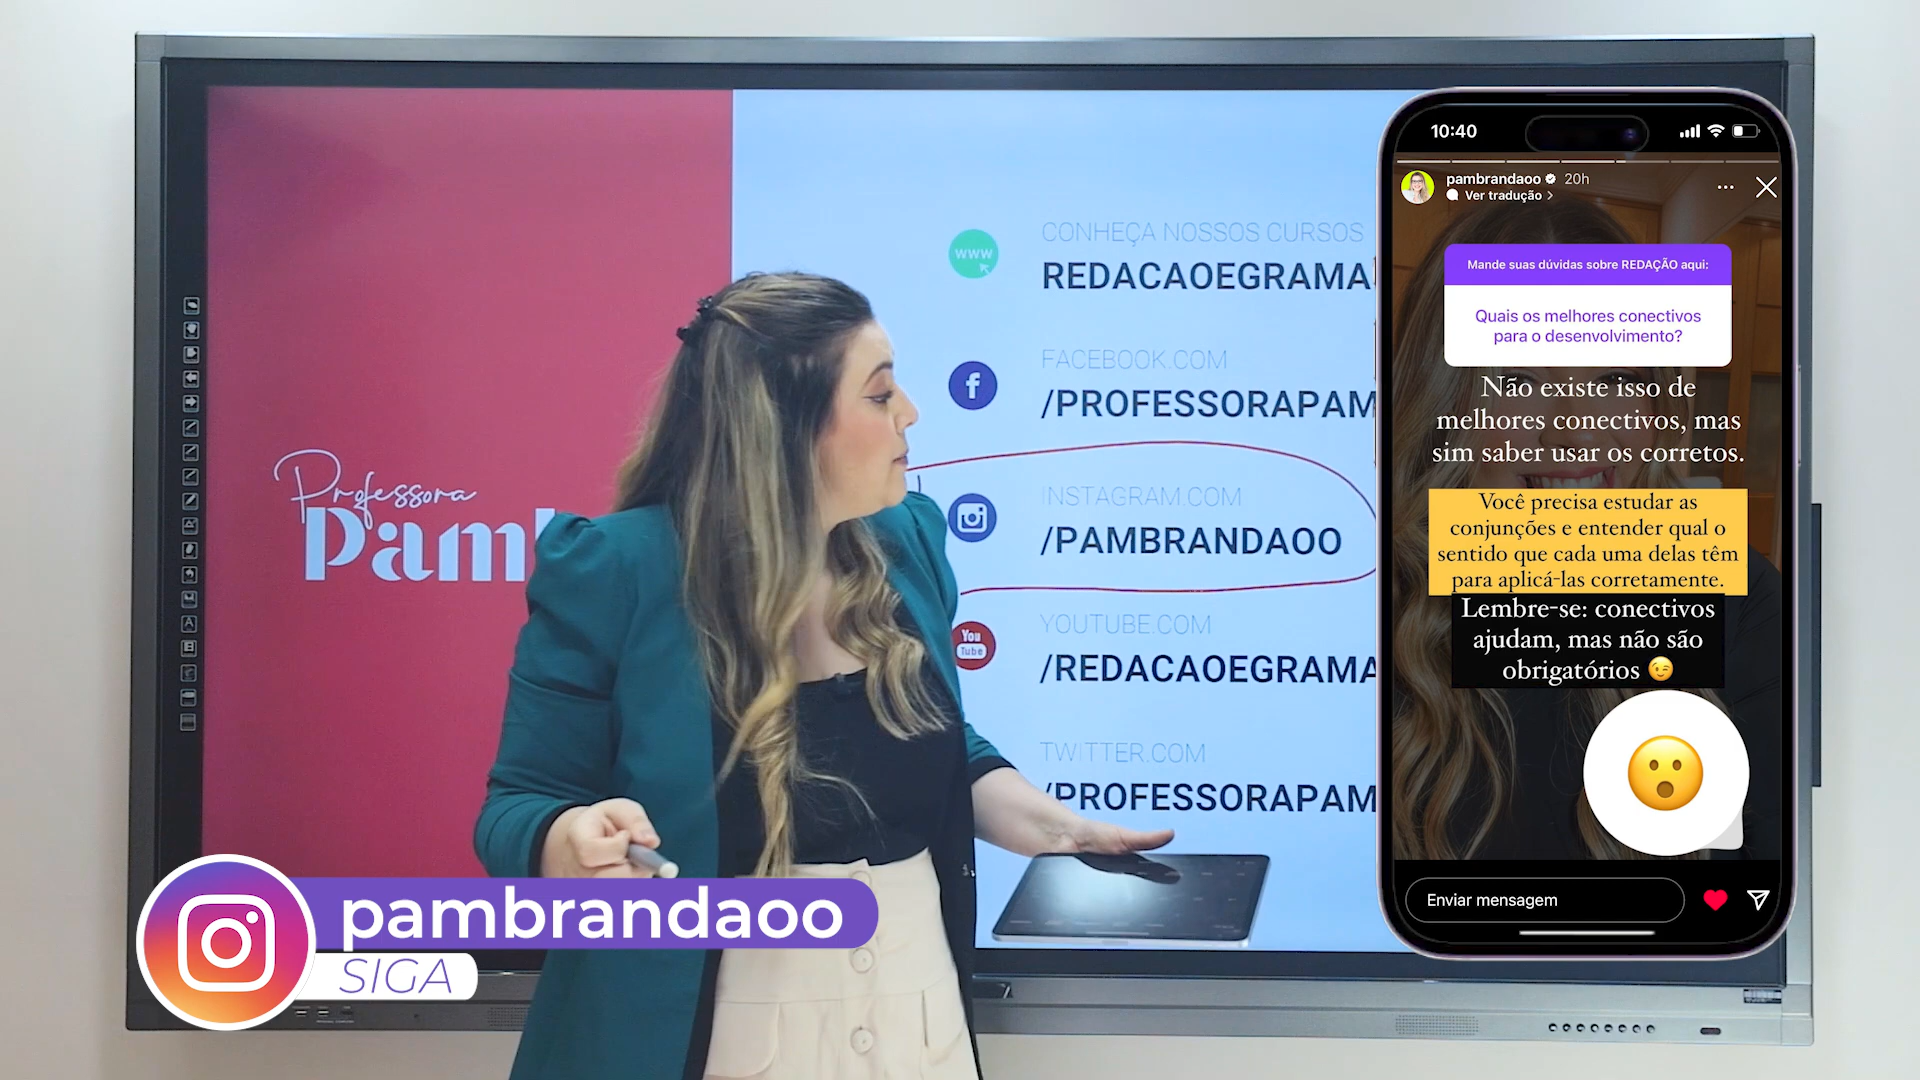 Professora
Pam
www
CONHEÇA NOSSOS CURSOS
REDACAOEGRAMA
f
FACEBOOK.COM
/PROFESSORAPAM
INSTAGRAM.COM
/PAMBRANDAOO
You
Tube
YOUTUBE.COM
/REDACAOEGRAMA
TWITTER.COM
/PROFESSORAPAM
10:40
pambrandaoo 20h
Ver tradução >
Mande suas dúvidas sobre REDAÇÃO aqui:
Quais os melhores conectivos
para o desenvolvimento?
Não existe isso de
melhores conectivos, mas
sim saber usar os corretos.
Você precisa estudar as
conjunções e entender qual o
sentido que cada uma delas têm
para aplicá-las corretamente.
Lembre-se: conectivos
ajudam, mas não são
obrigatórios 😉
Enviar mensagem
pambrandaoo
SIGA